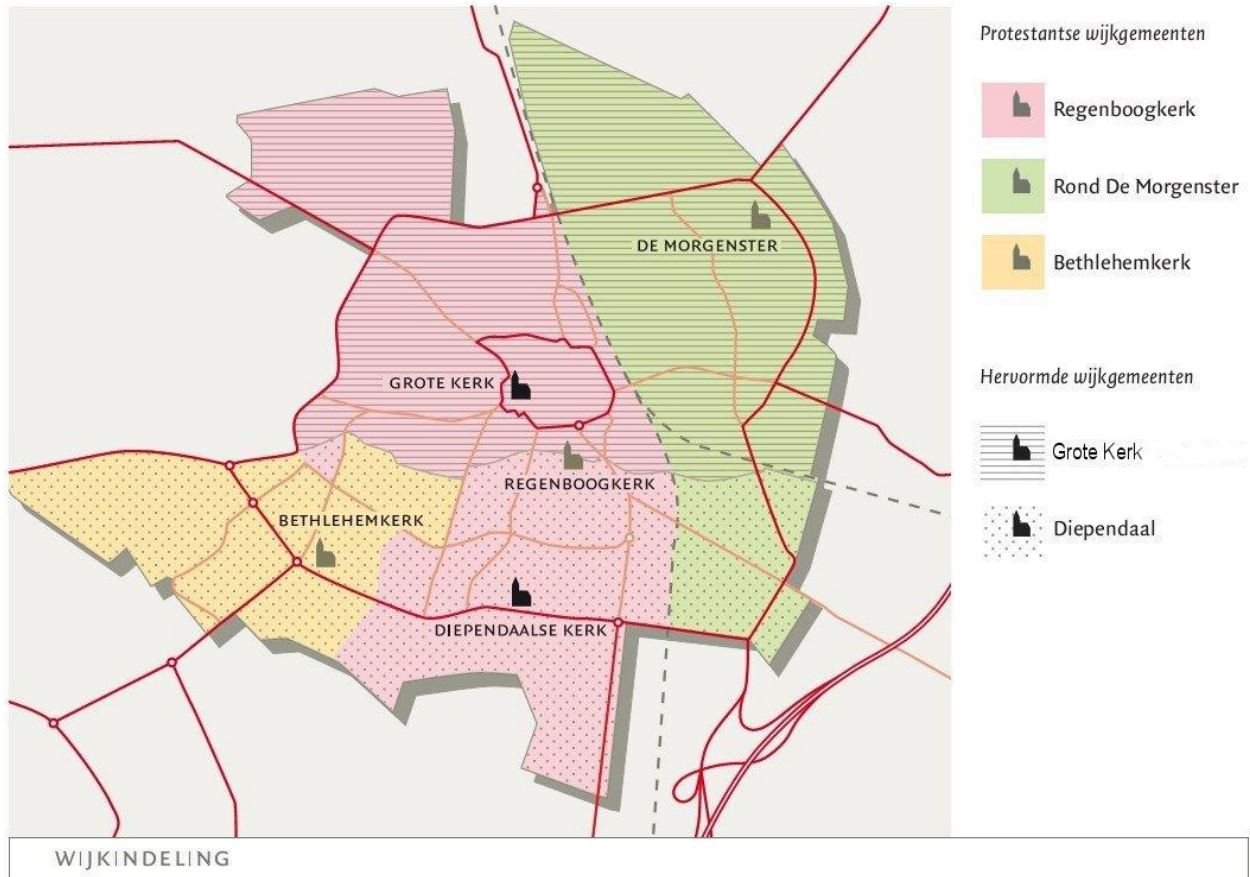 Protestantse wijkgemeenten
Regenboogkerk
Rond De Morgenster
Bethlehemkerk
Hervormde wijkgemeenten
Grote Kerk
Diependaal
DE MORGENSTER
GROTE KERK
REGENBOOGKERK
BETHLEHEMKERK
DIEPENDAALSE KERK
WIJKINDELING